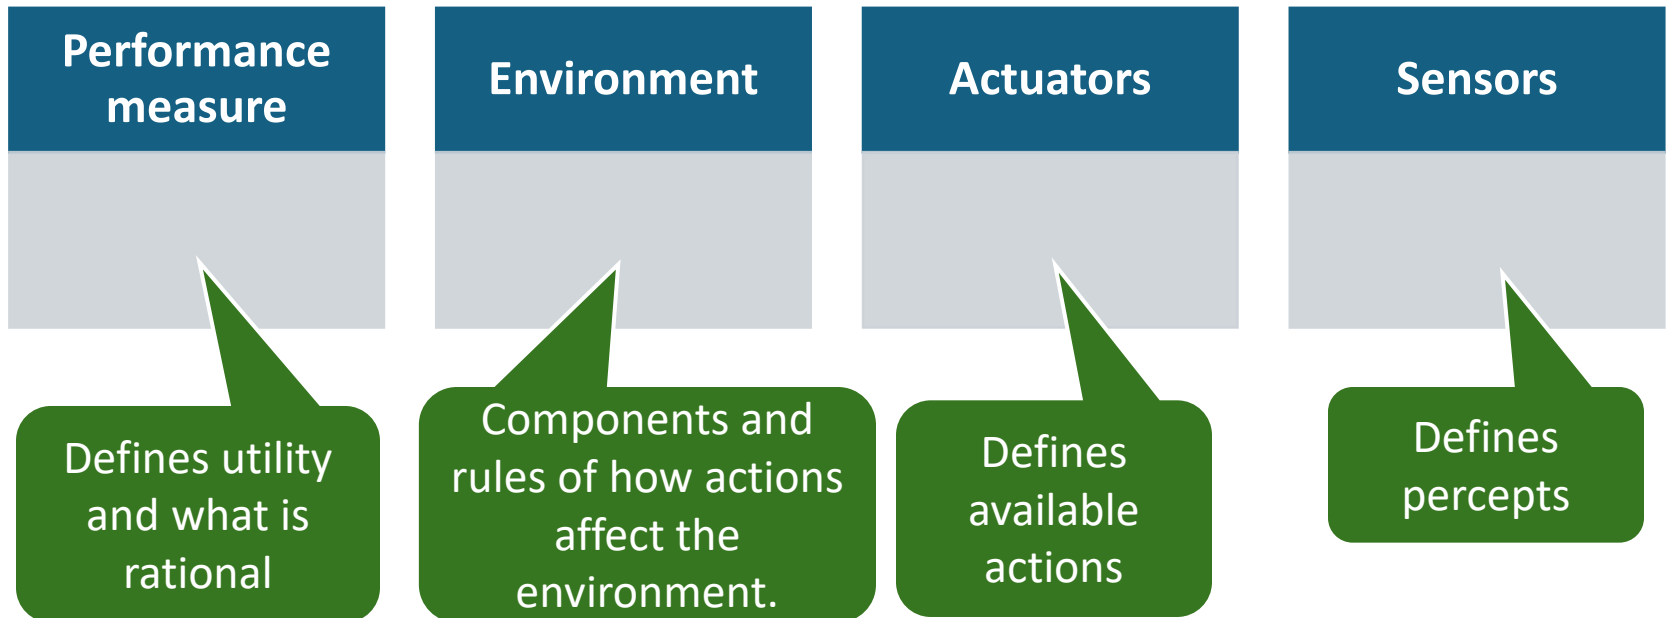 Performance
measure
Environment
Actuators
Sensors
Defines utility
and what is
rational
Components and
rules of how actions
affect the
environment.
Defines
available
actions
Defines
percepts